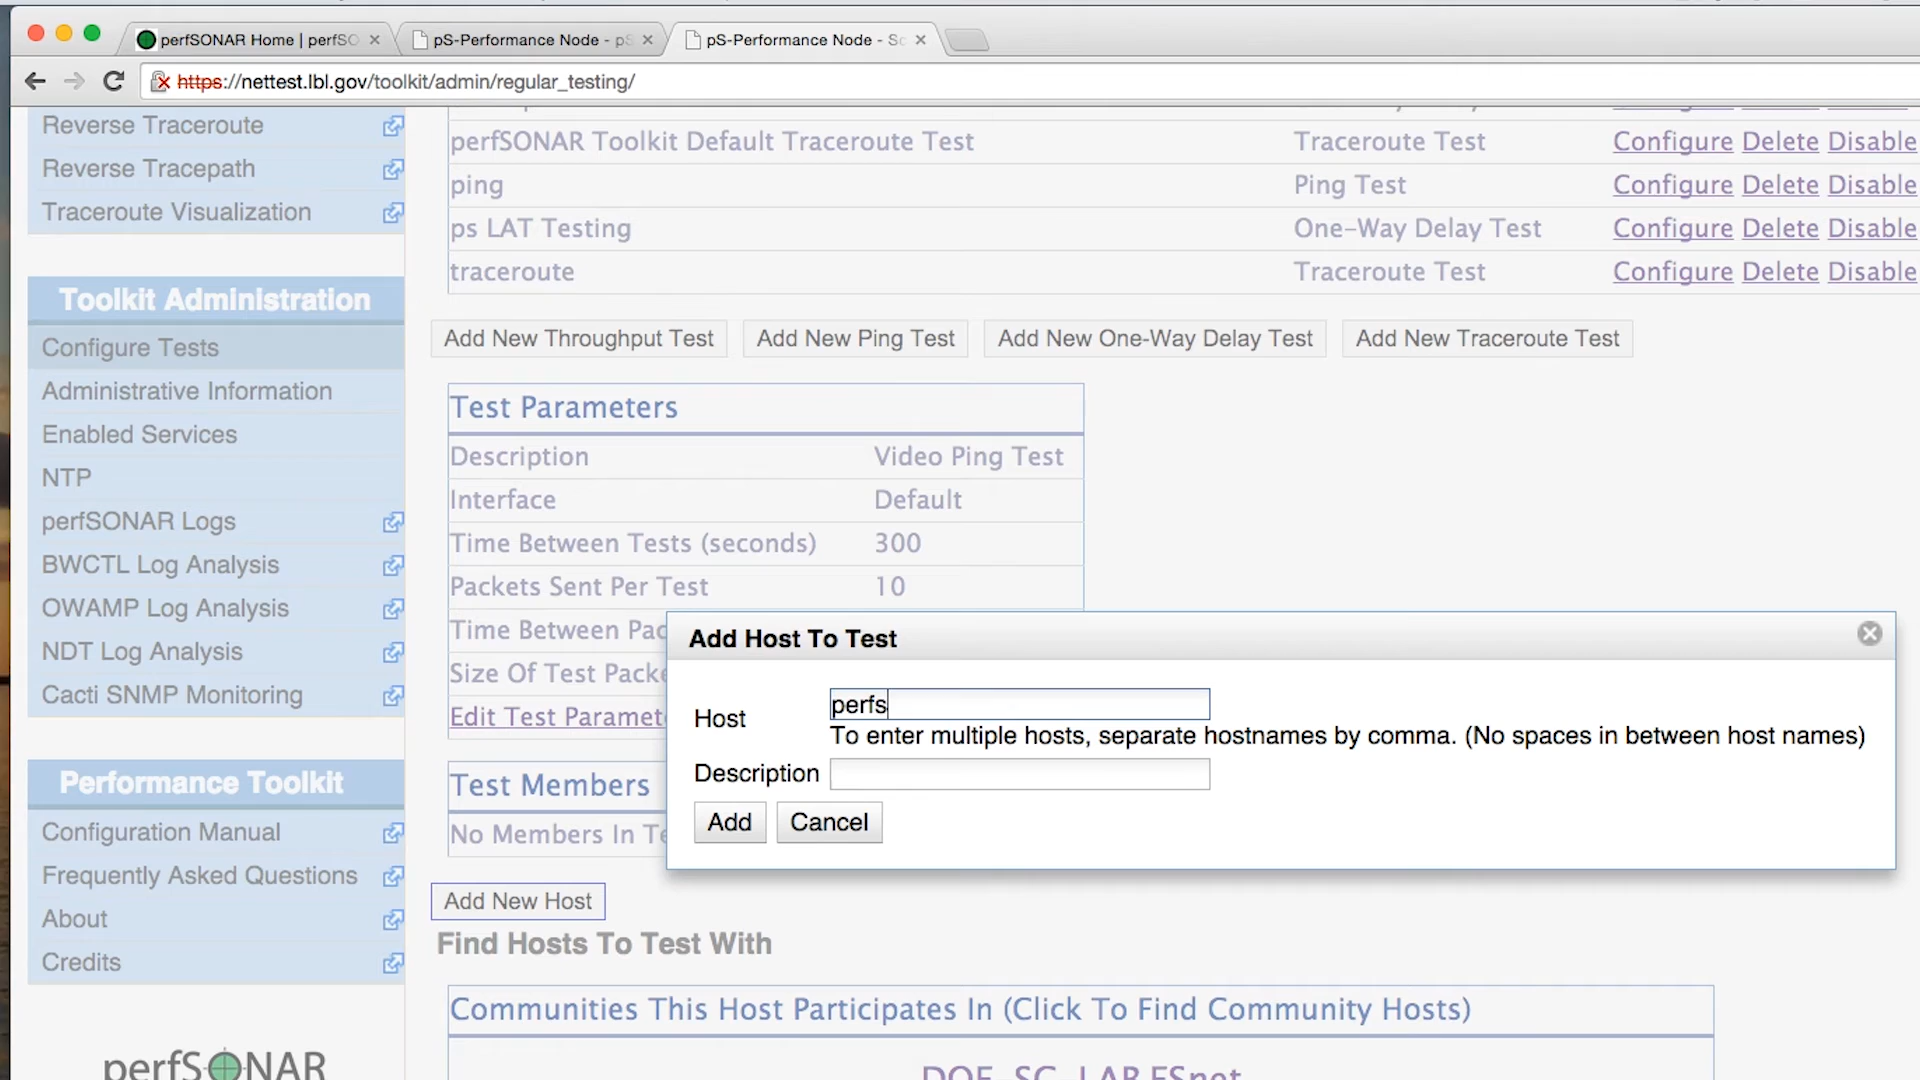 perfSONAR Home | perfSO
pS-Performance Node - pS
pS-Performance Node - Sc
https://nettest.lbl.gov/toolkit/admin/regular_testing/
Reverse Traceroute
Reverse Tracepath
Traceroute Visualization
Toolkit Administration
Configure Tests
Administrative Information
Enabled Services
NTP
perfSONAR Logs
BWCTL Log Analysis
OWAMP Log Analysis
NDT Log Analysis
Cacti SNMP Monitoring
Performance Toolkit
Configuration Manual
Frequently Asked Questions
About
Credits
perfSONAR
perfSONAR Toolkit Default Traceroute Test Traceroute Test Configure Delete Disable
ping Ping Test Configure Delete Disable
ps LAT Testing One-Way Delay Test Configure Delete Disable
traceroute Traceroute Test Configure Delete Disable
Add New Throughput Test Add New Ping Test Add New One-Way Delay Test Add New Traceroute Test
Test Parameters
Description Video Ping Test
Interface Default
Time Between Tests (seconds) 300
Packets Sent Per Test 10
Time Between Pac
Size Of Test Packe
Edit Test Paramete
Test Members
No Members In Te
Add New Host
Add Host To Test
Host perfs
To enter multiple hosts, separate hostnames by comma. (No spaces in between host names)
Description
Add Cancel
Find Hosts To Test With
Communities This Host Participates In (Click To Find Community Hosts)
DOE-SC-LAB ESnet